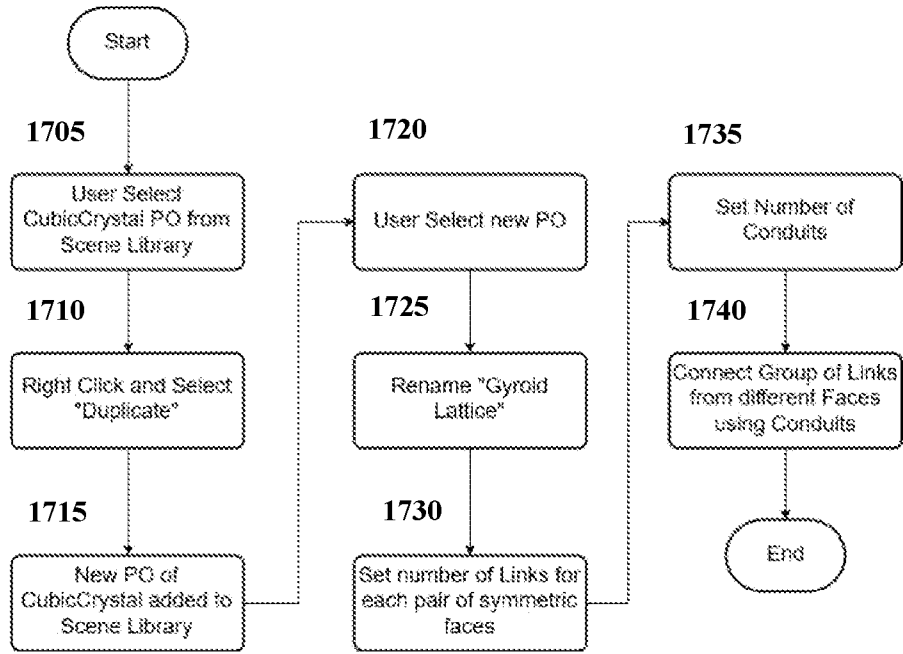 Start
1705
User Select
CubicCrystal PO from
Scene Library
1710
Right Click and Select
"Duplicate"
1715
New PO of
CubicCrystal added to
Scene Library
1720
User Select new PO
1725
Rename "Gyroid
Lattice"
1730
Set number of Links for
each pair of symmetric
faces
1735
Set Number of
Conduits
1740
Connect Group of Links
from different Faces
using Conduits
End